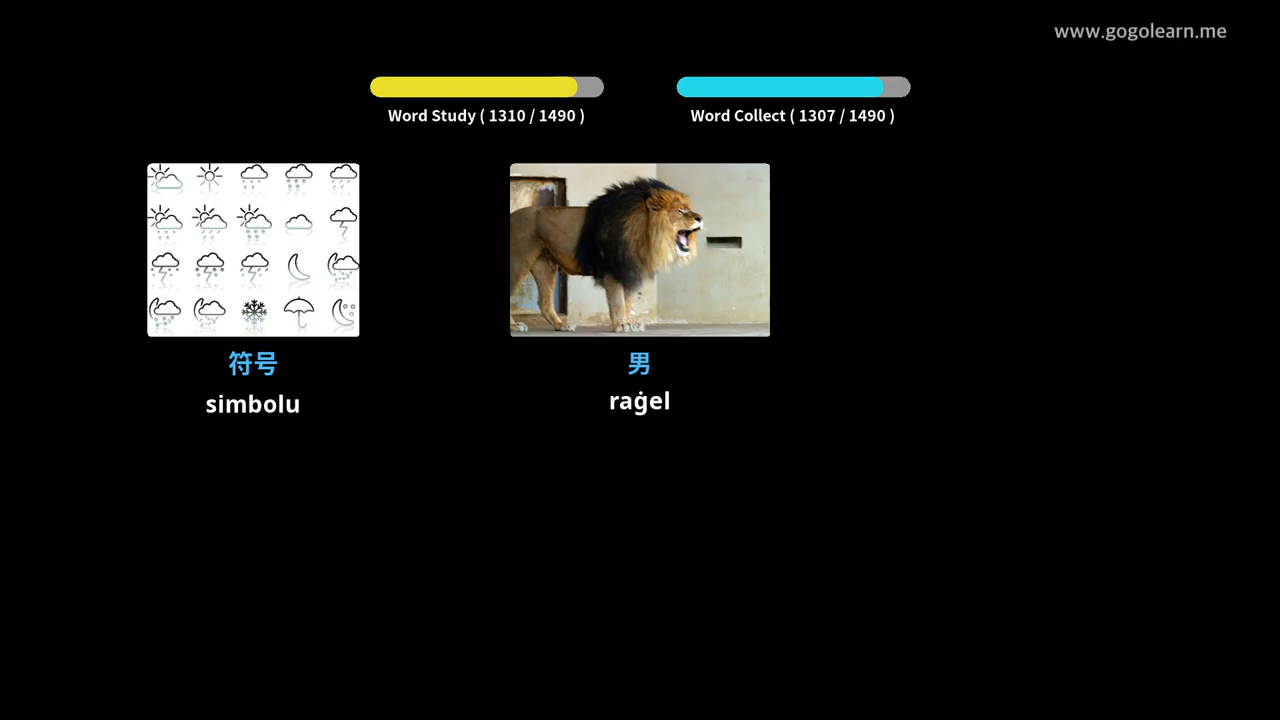 www.gogolearn.me
Word Study ( 1310 / 1490 )
Word Collect ( 1307 / 1490 )
符号
simbolu
男
raġel